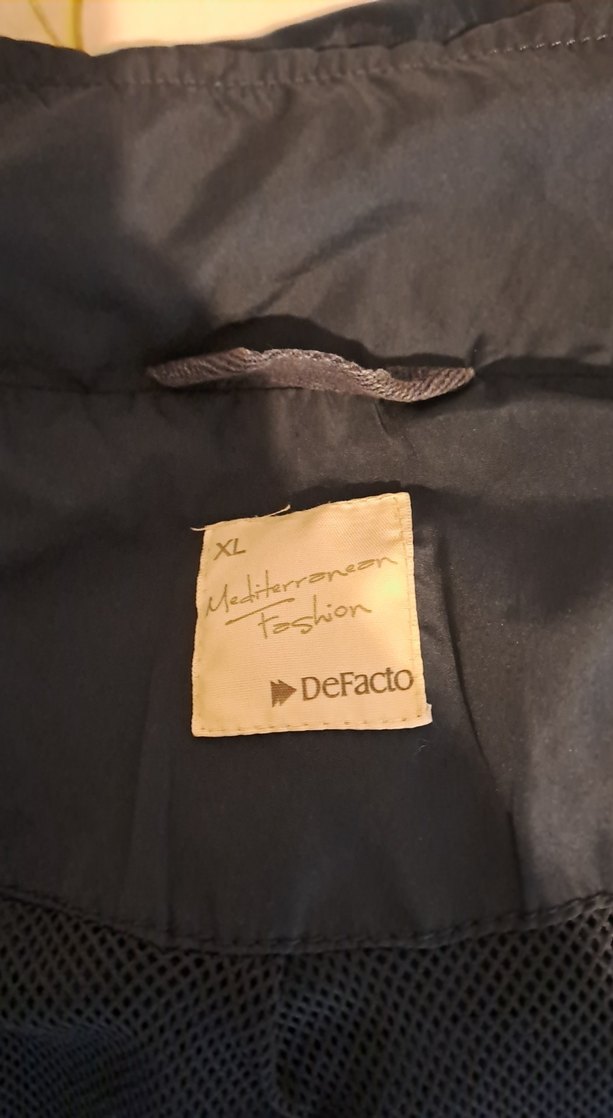 XL
Mediterranean
Fashion
DeFacto